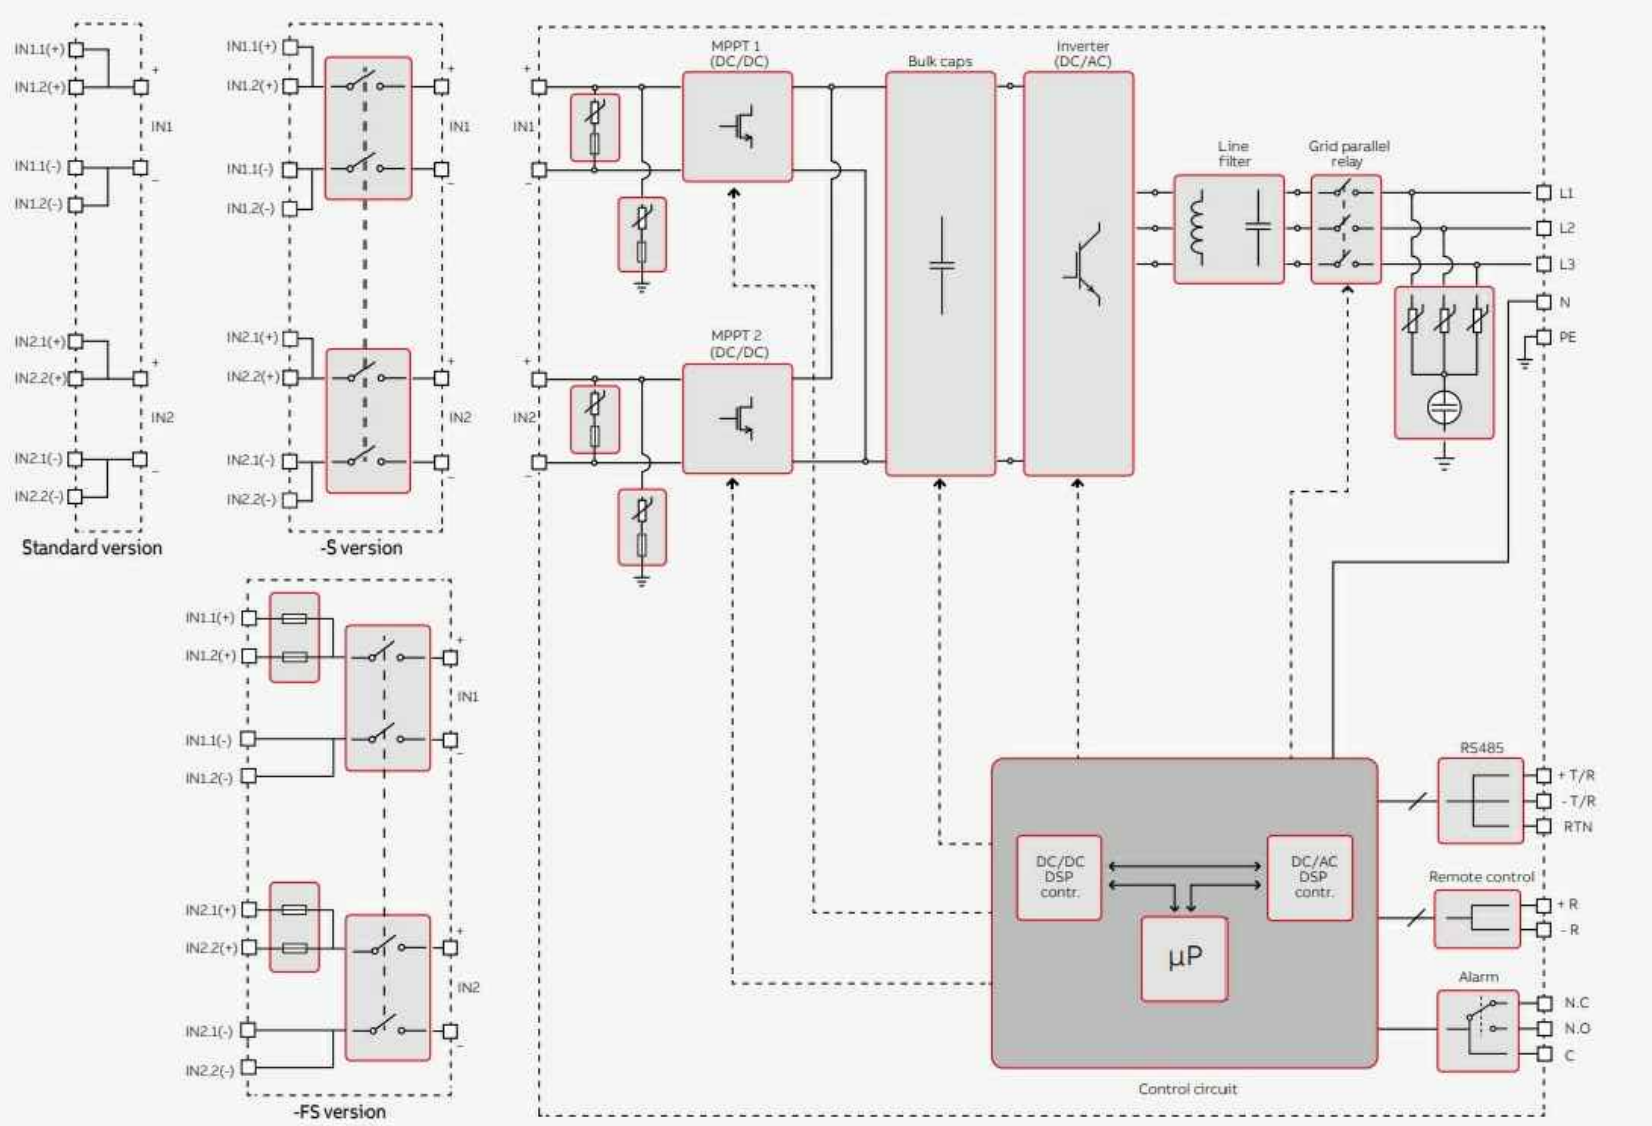 IN1.1(+)
IN1.2(+)
+
IN1
IN1.1(-)
IN1.2(-)
−
IN2.1(+)
IN2.2(+)
+
IN2
IN2.1(-)
IN2.2(-)
−
Standard version
IN1.1(+)
IN1.2(+)
+
IN1
IN1.1(-)
IN1.2(-)
−
IN2.1(+)
IN2.2(+)
+
IN2
IN2.1(-)
IN2.2(-)
−
-S version
IN1.1(+)
IN1.2(+)
+
IN1
IN1.1(-)
IN1.2(-)
−
IN2.1(+)
IN2.2(+)
+
IN2
IN2.1(-)
IN2.2(-)
−
-FS version
+
IN1
−
+
IN2
−
MPPT 1
(DC/DC)
MPPT 2
(DC/DC)
Bulk caps
Inverter
(DC/AC)
Line
filter
Grid parallel
relay
L1
L2
L3
N
PE
DC/DC
DSP
contr.
DC/AC
DSP
contr.
µP
Control circuit
RS485
+ T/R
- T/R
RTN
Remote control
+ R
- R
Alarm
N.C
N.O
C